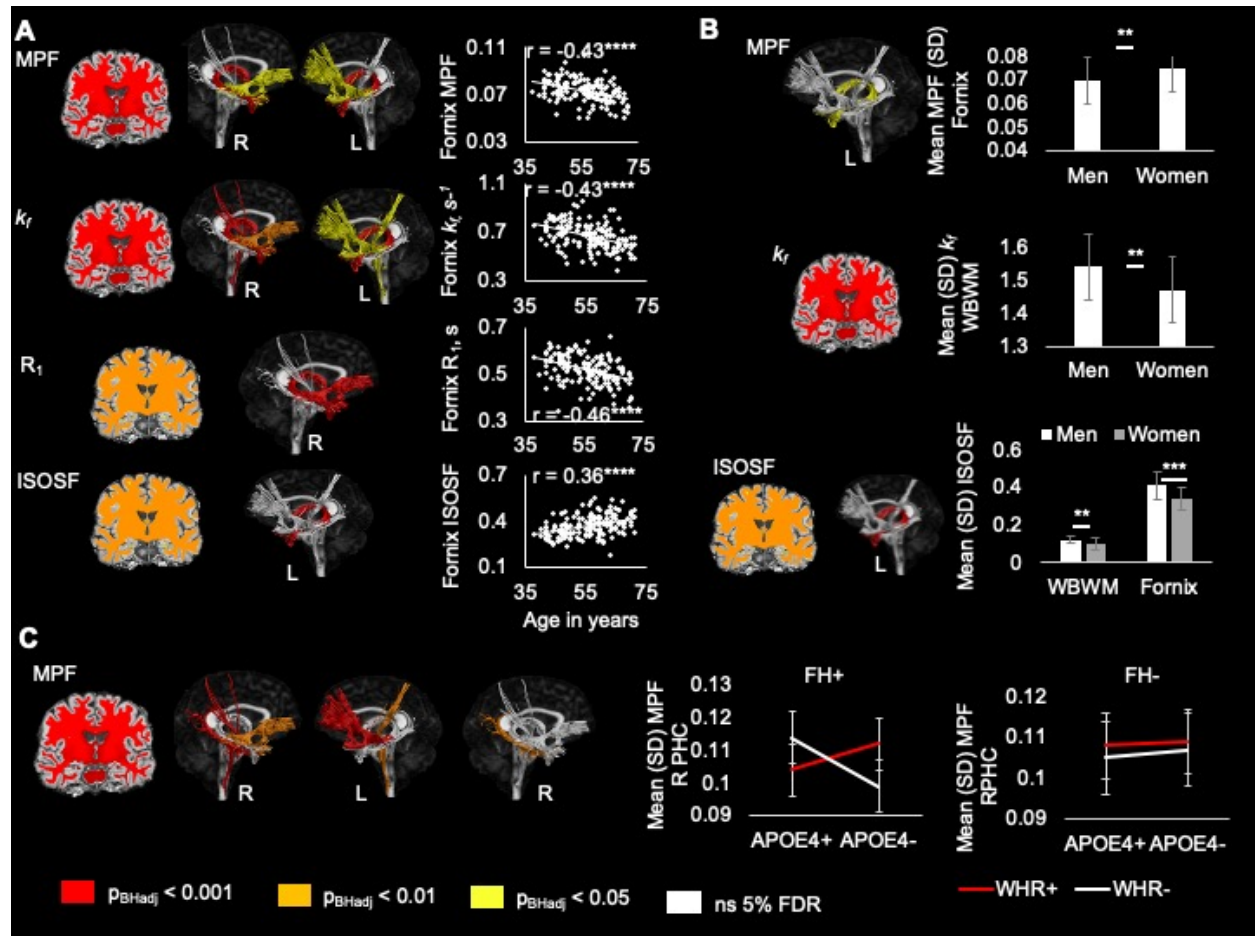 A
MPF
R
L
Fornix MPF
0.11
0.07
0.03
r = -0.43****
35 55 75
kf
R
L
Fornix kf, s-1
1.1
0.7
0.3
r = -0.43****
35 55 75
R1
R
Fornix R1, s
0.7
0.5
0.3
r = -0.46****
35 55 75
ISOSF
L
Fornix ISOSF
0.7
0.4
0.1
r = 0.36****
35 55 75
Age in years
B
MPF
L
Mean MPF (SD)
Fornix
0.08
0.07
0.06
0.05
0.04
**
Men Women
kf
Mean (SD) kf
WBWM
1.6
1.5
1.4
1.3
**
Men Women
ISOSF
L
Mean (SD) ISOSF
Men Women
0.6
0.4
0.2
0
**
***
WBWM Fornix
C
MPF
R
L
R
Mean (SD) MPF
R PHC
0.13
0.12
0.11
0.1
0.09
FH+
APOE4+ APOE4-
Mean (SD) MPF
RPHC
0.12
0.11
0.1
0.09
FH-
APOE4+ APOE4-
WHR+ WHR-
pBHadj < 0.001
pBHadj < 0.01
pBHadj < 0.05
ns 5% FDR